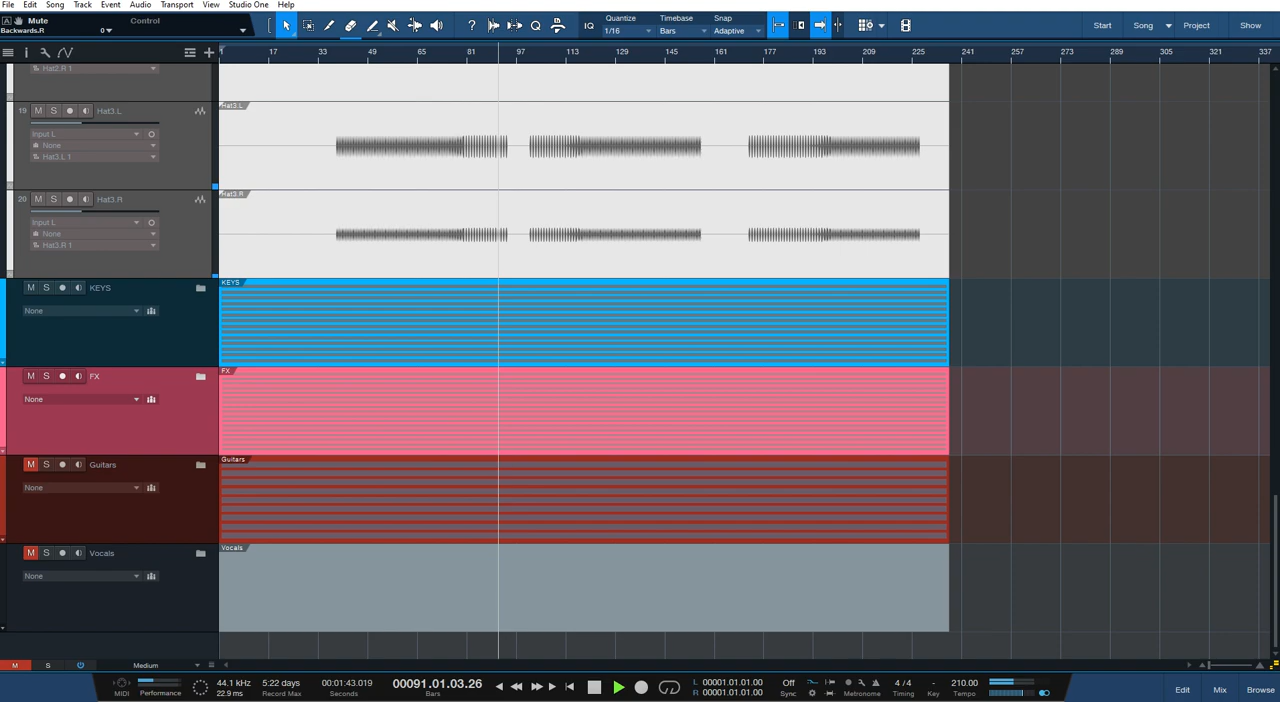 File Edit Song Track Event Audio Transport View Studio One Help
A Mute Control
Backwards.R 0
IQ Quantize Timebase Snap
1/16 Bars Adaptive
Start Song Project Show
1 17 33 49 65 81 97 113 129 145 161 177 193 209 225 241 257 273 289 305 321 337
Hat2.R 1
19 M S Hat3.L
Input L
None
Hat3.L 1
Hat3.L
20 M S Hat3.R
Input L
None
Hat3.R 1
Hat3.R
M S KEYS
None
KEYS
M S FX
None
FX
M S Guitars
None
Guitars
M S Vocals
None
Vocals
M S Medium
MIDI Performance
44.1 kHz
22.9 ms
5:22 days
Record Max
00:01:43.019
Seconds
00091.01.03.26
Bars
L 00001.01.01.00
R 00001.01.01.00
Off
Sync
Metronome
4 / 4
Timing
-
Key
210.00
Tempo
Edit Mix Browse